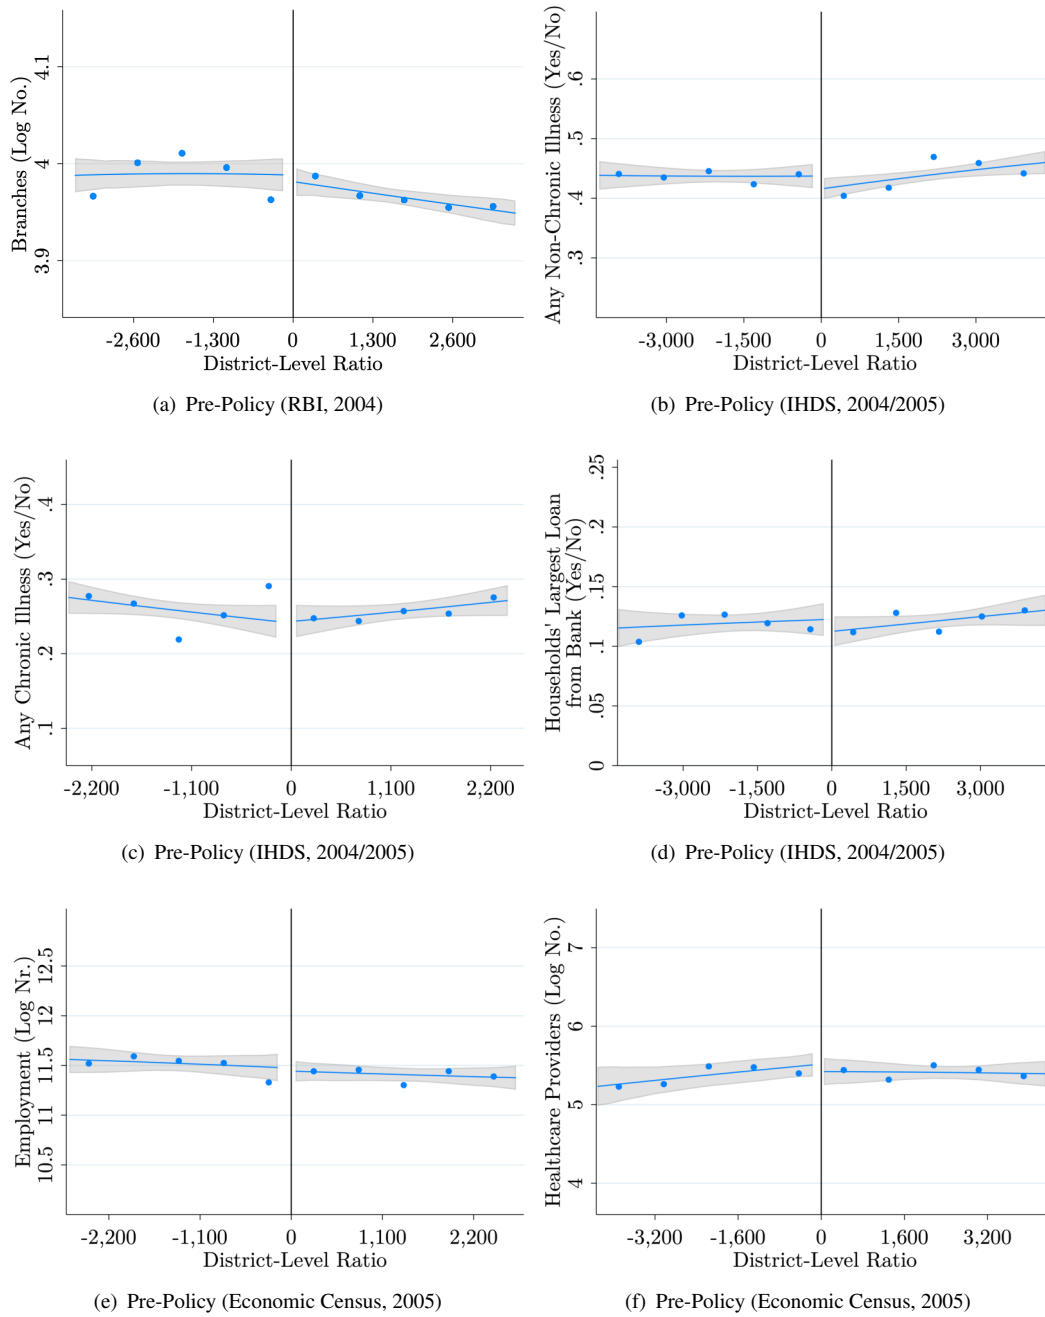 Branches (Log No.)
4.1
4
3.9
-2,600 -1,300 0 1,300 2,600
District-Level Ratio
(a) Pre-Policy (RBI, 2004)
Any Non-Chronic Illness (Yes/No)
.6
.5
.4
.3
-3,000 -1,500 0 1,500 3,000
District-Level Ratio
(b) Pre-Policy (IHDS, 2004/2005)
Any Chronic Illness (Yes/No)
.4
.3
.2
.1
-2,200 -1,100 0 1,100 2,200
District-Level Ratio
(c) Pre-Policy (IHDS, 2004/2005)
Households' Largest Loan
from Bank (Yes/No)
.25
.2
.15
.1
.05
0
-3,000 -1,500 0 1,500 3,000
District-Level Ratio
(d) Pre-Policy (IHDS, 2004/2005)
Employment (Log Nr.)
12.5
12
11.5
11
10.5
-2,200 -1,100 0 1,100 2,200
District-Level Ratio
(e) Pre-Policy (Economic Census, 2005)
Healthcare Providers (Log No.)
7
6
5
4
-3,200 -1,600 0 1,600 3,200
District-Level Ratio
(f) Pre-Policy (Economic Census, 2005)